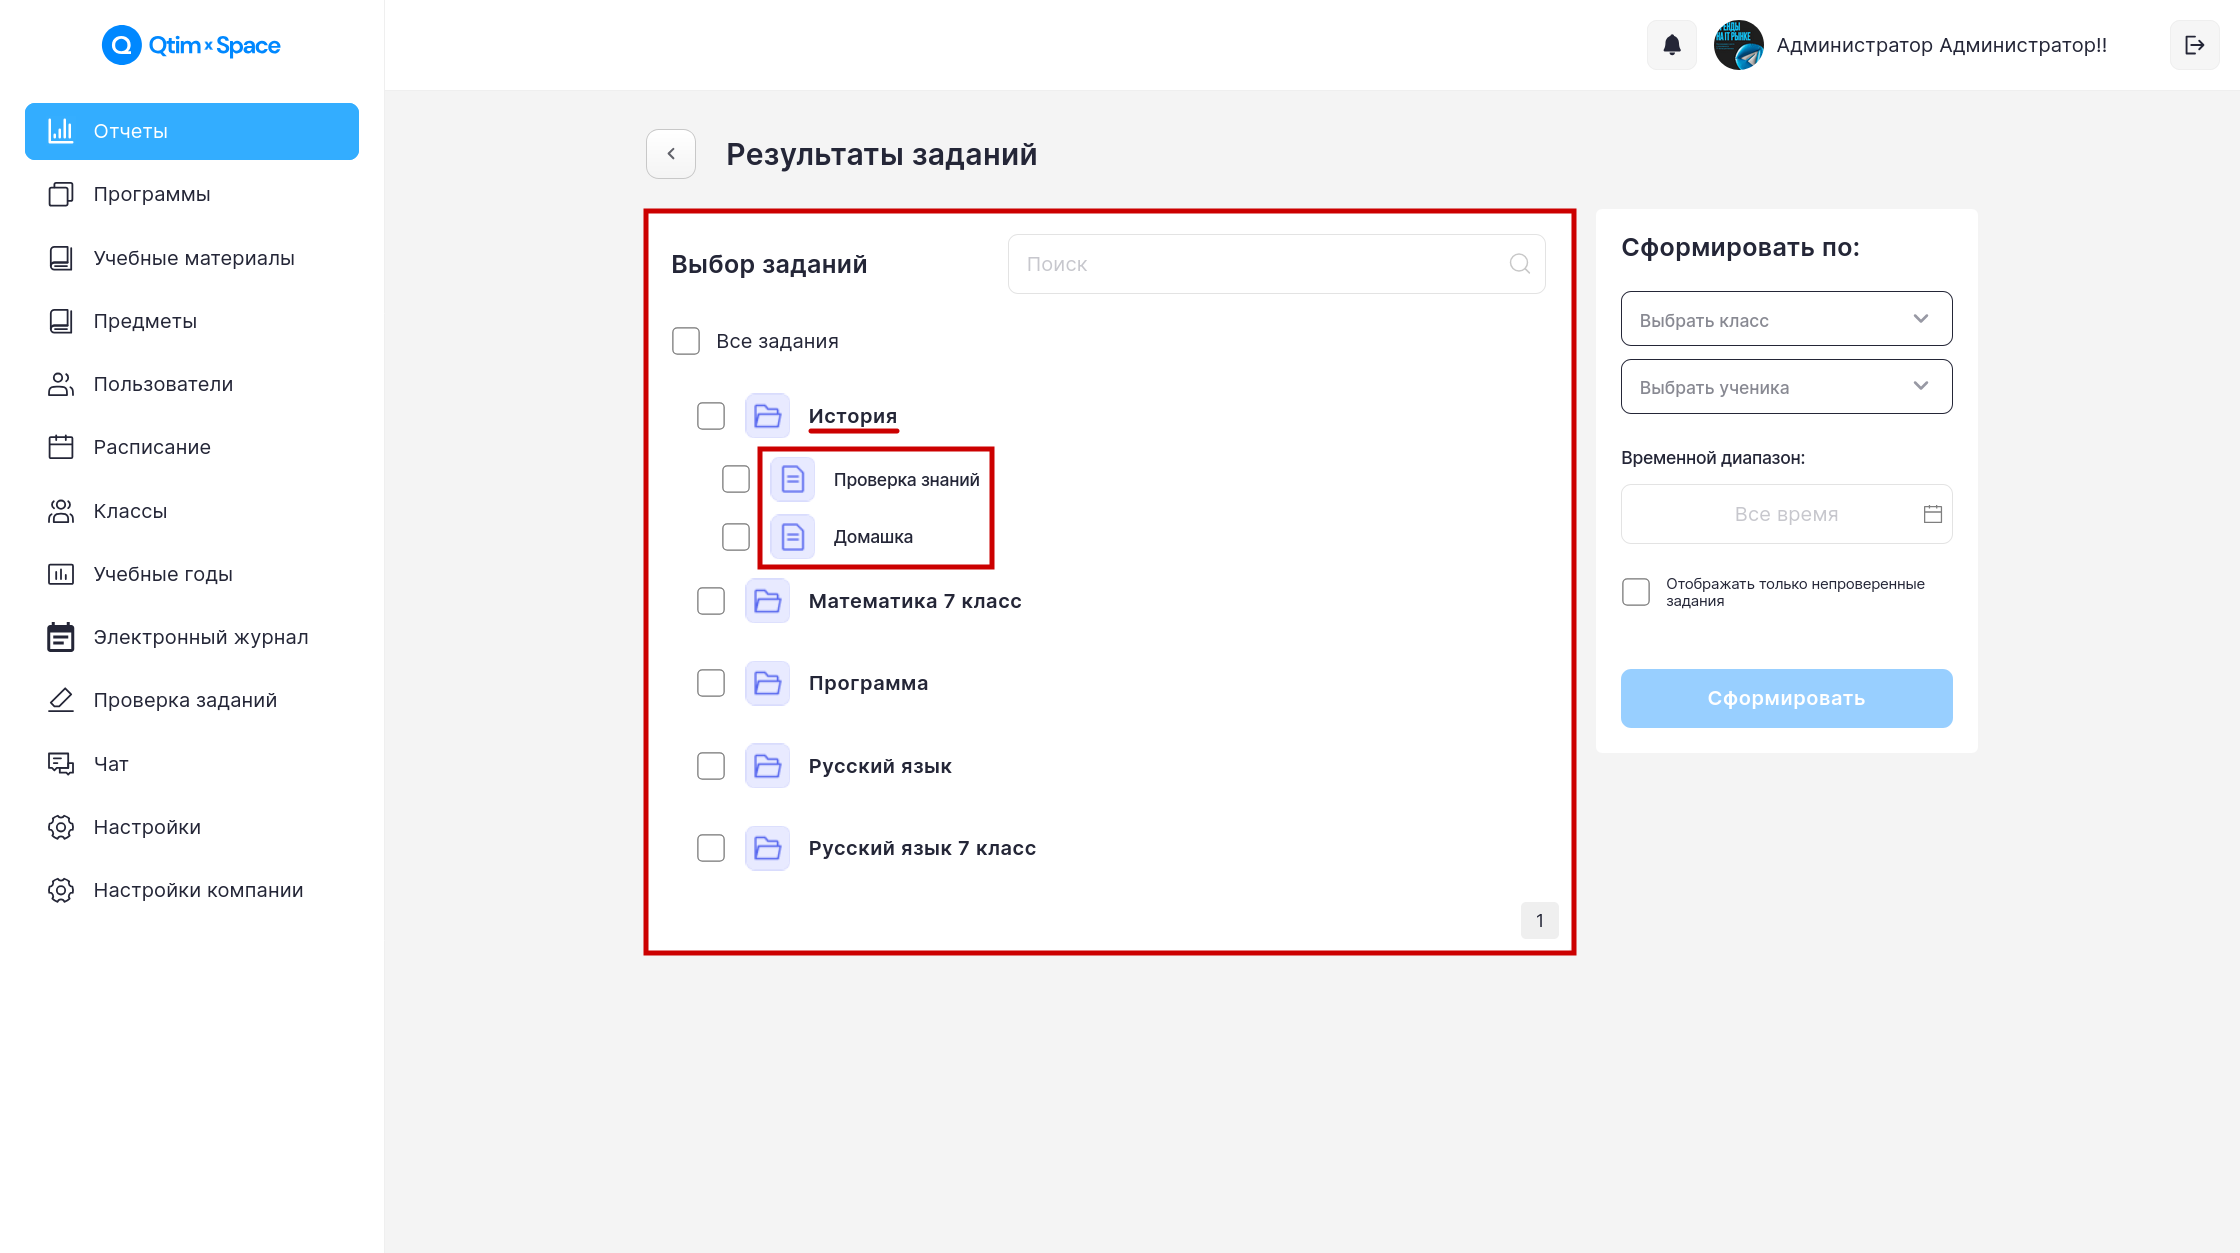 Qtim × Space
Администратор Администратор!!
Отчеты
Программы
Учебные материалы
Предметы
Пользователи
Расписание
Классы
Учебные годы
Электронный журнал
Проверка заданий
Чат
Настройки
Настройки компании
Результаты заданий
Выбор заданий
Поиск
Все задания
История
Проверка знаний
Домашка
Математика 7 класс
Программа
Русский язык
Русский язык 7 класс
1
Сформировать по:
Выбрать класс
Выбрать ученика
Временной диапазон:
Все время
Отображать только непроверенные
задания
Сформировать